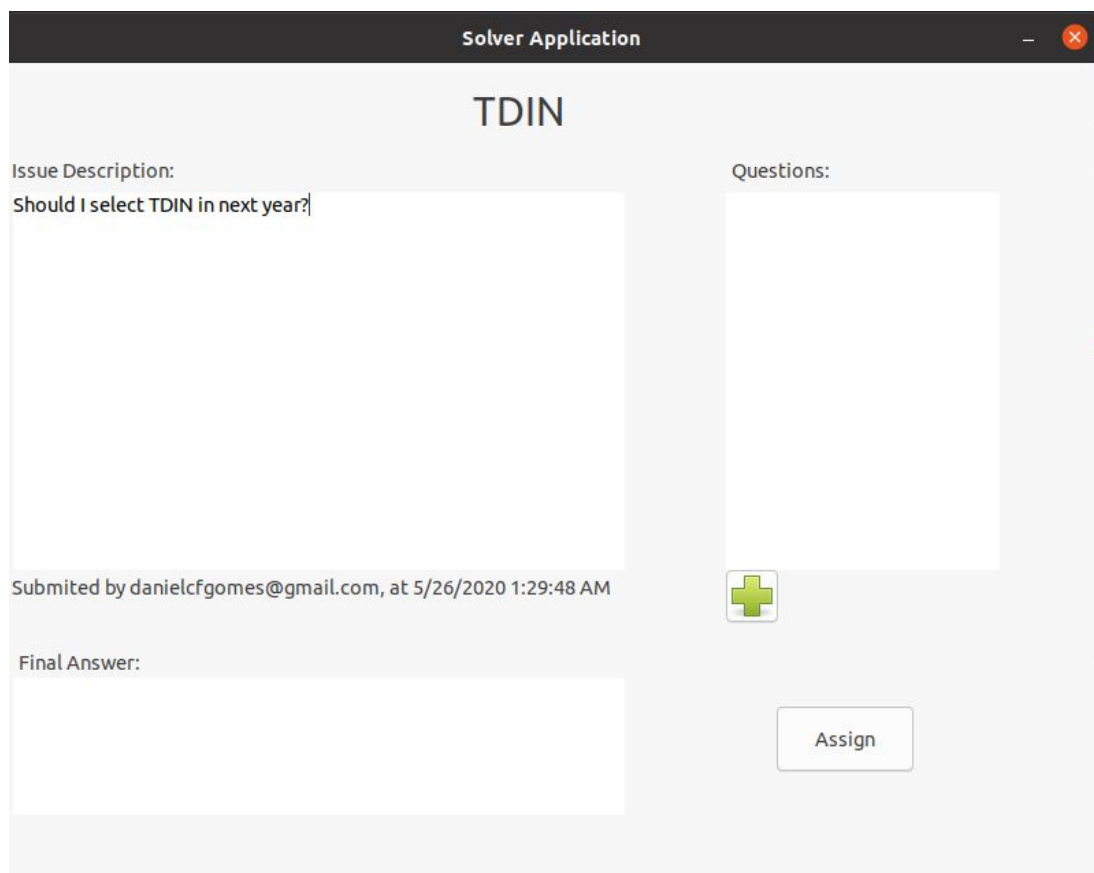 Solver Application
TDIN
Issue Description:
Questions:
Should I select TDIN in next year?
Submited by danielcfgomes@gmail.com, at 5/26/2020 1:29:48 AM
Final Answer:
Assign